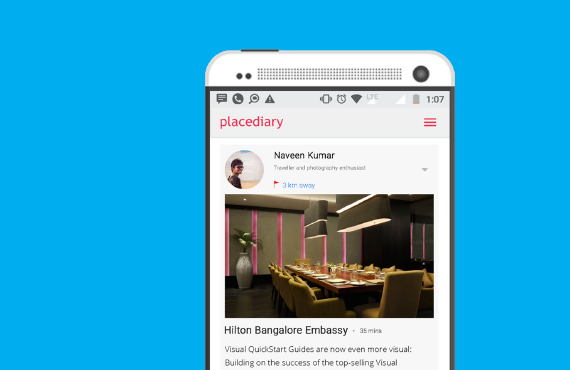 LTE
1:07
placediary
Naveen Kumar
Traveller and photography enthusiast
3 km away
Hilton Bangalore Embassy • 35 mins
Visual QuickStart Guides are now even more visual:
Building on the success of the top-selling Visual